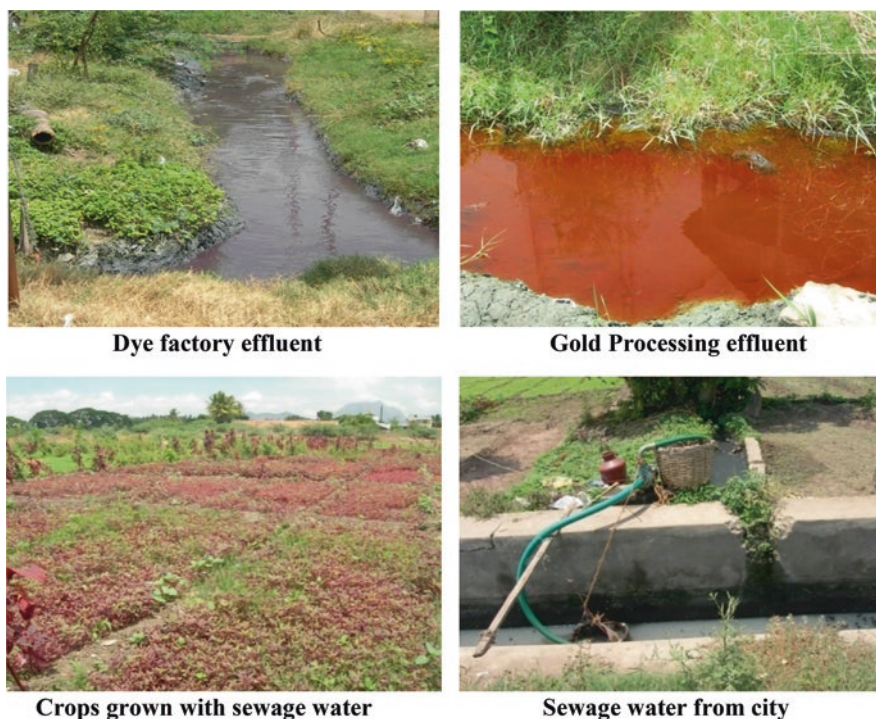 Dye factory effluent
Gold Processing effluent
Crops grown with sewage water
Sewage water from city